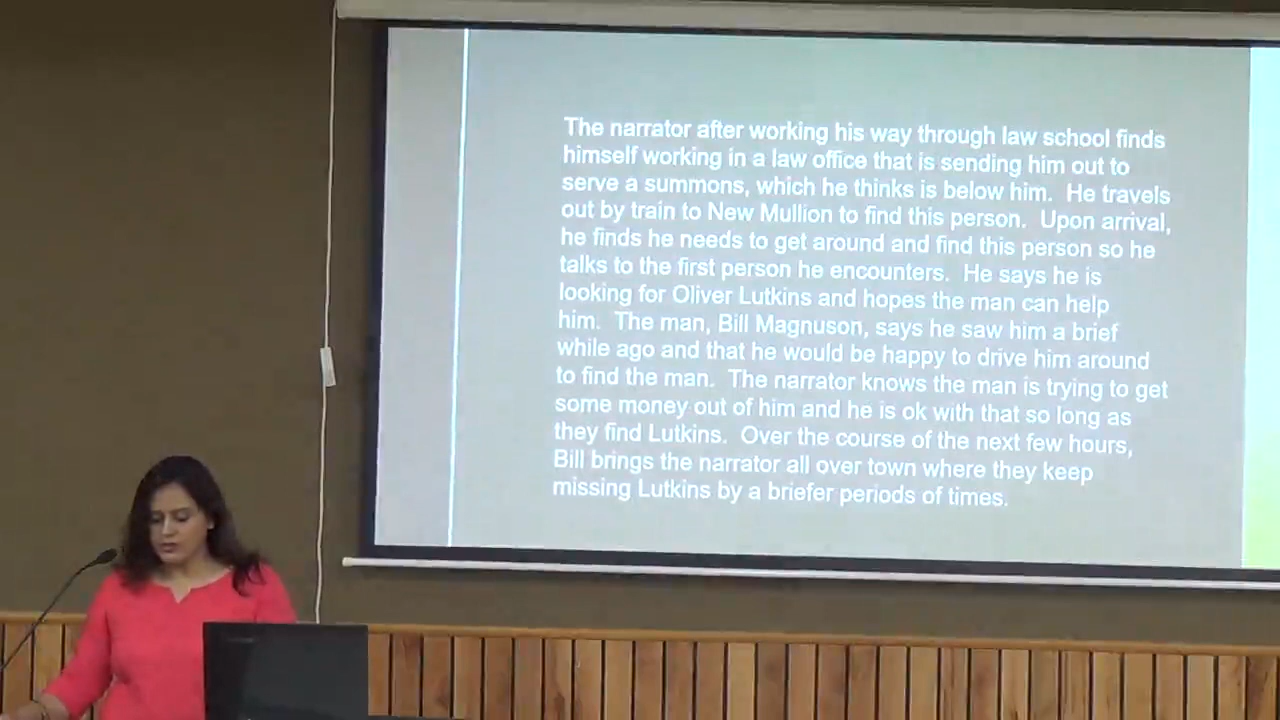 The narrator after working his way through law school finds
himself working in a law office that is sending him out to
serve a summons, which he thinks is below him.  He travels
out by train to New Mullion to find this person.  Upon arrival,
he finds he needs to get around and find this person so he
talks to the first person he encounters.  He says he is
looking for Oliver Lutkins and hopes the man can help
him.  The man, Bill Magnuson, says he saw him a brief
while ago and that he would be happy to drive him around
to find the man.  The narrator knows the man is trying to get
some money out of him and he is ok with that so long as
they find Lutkins.  Over the course of the next few hours,
Bill brings the narrator all over town where they keep
missing Lutkins by a briefer periods of times.